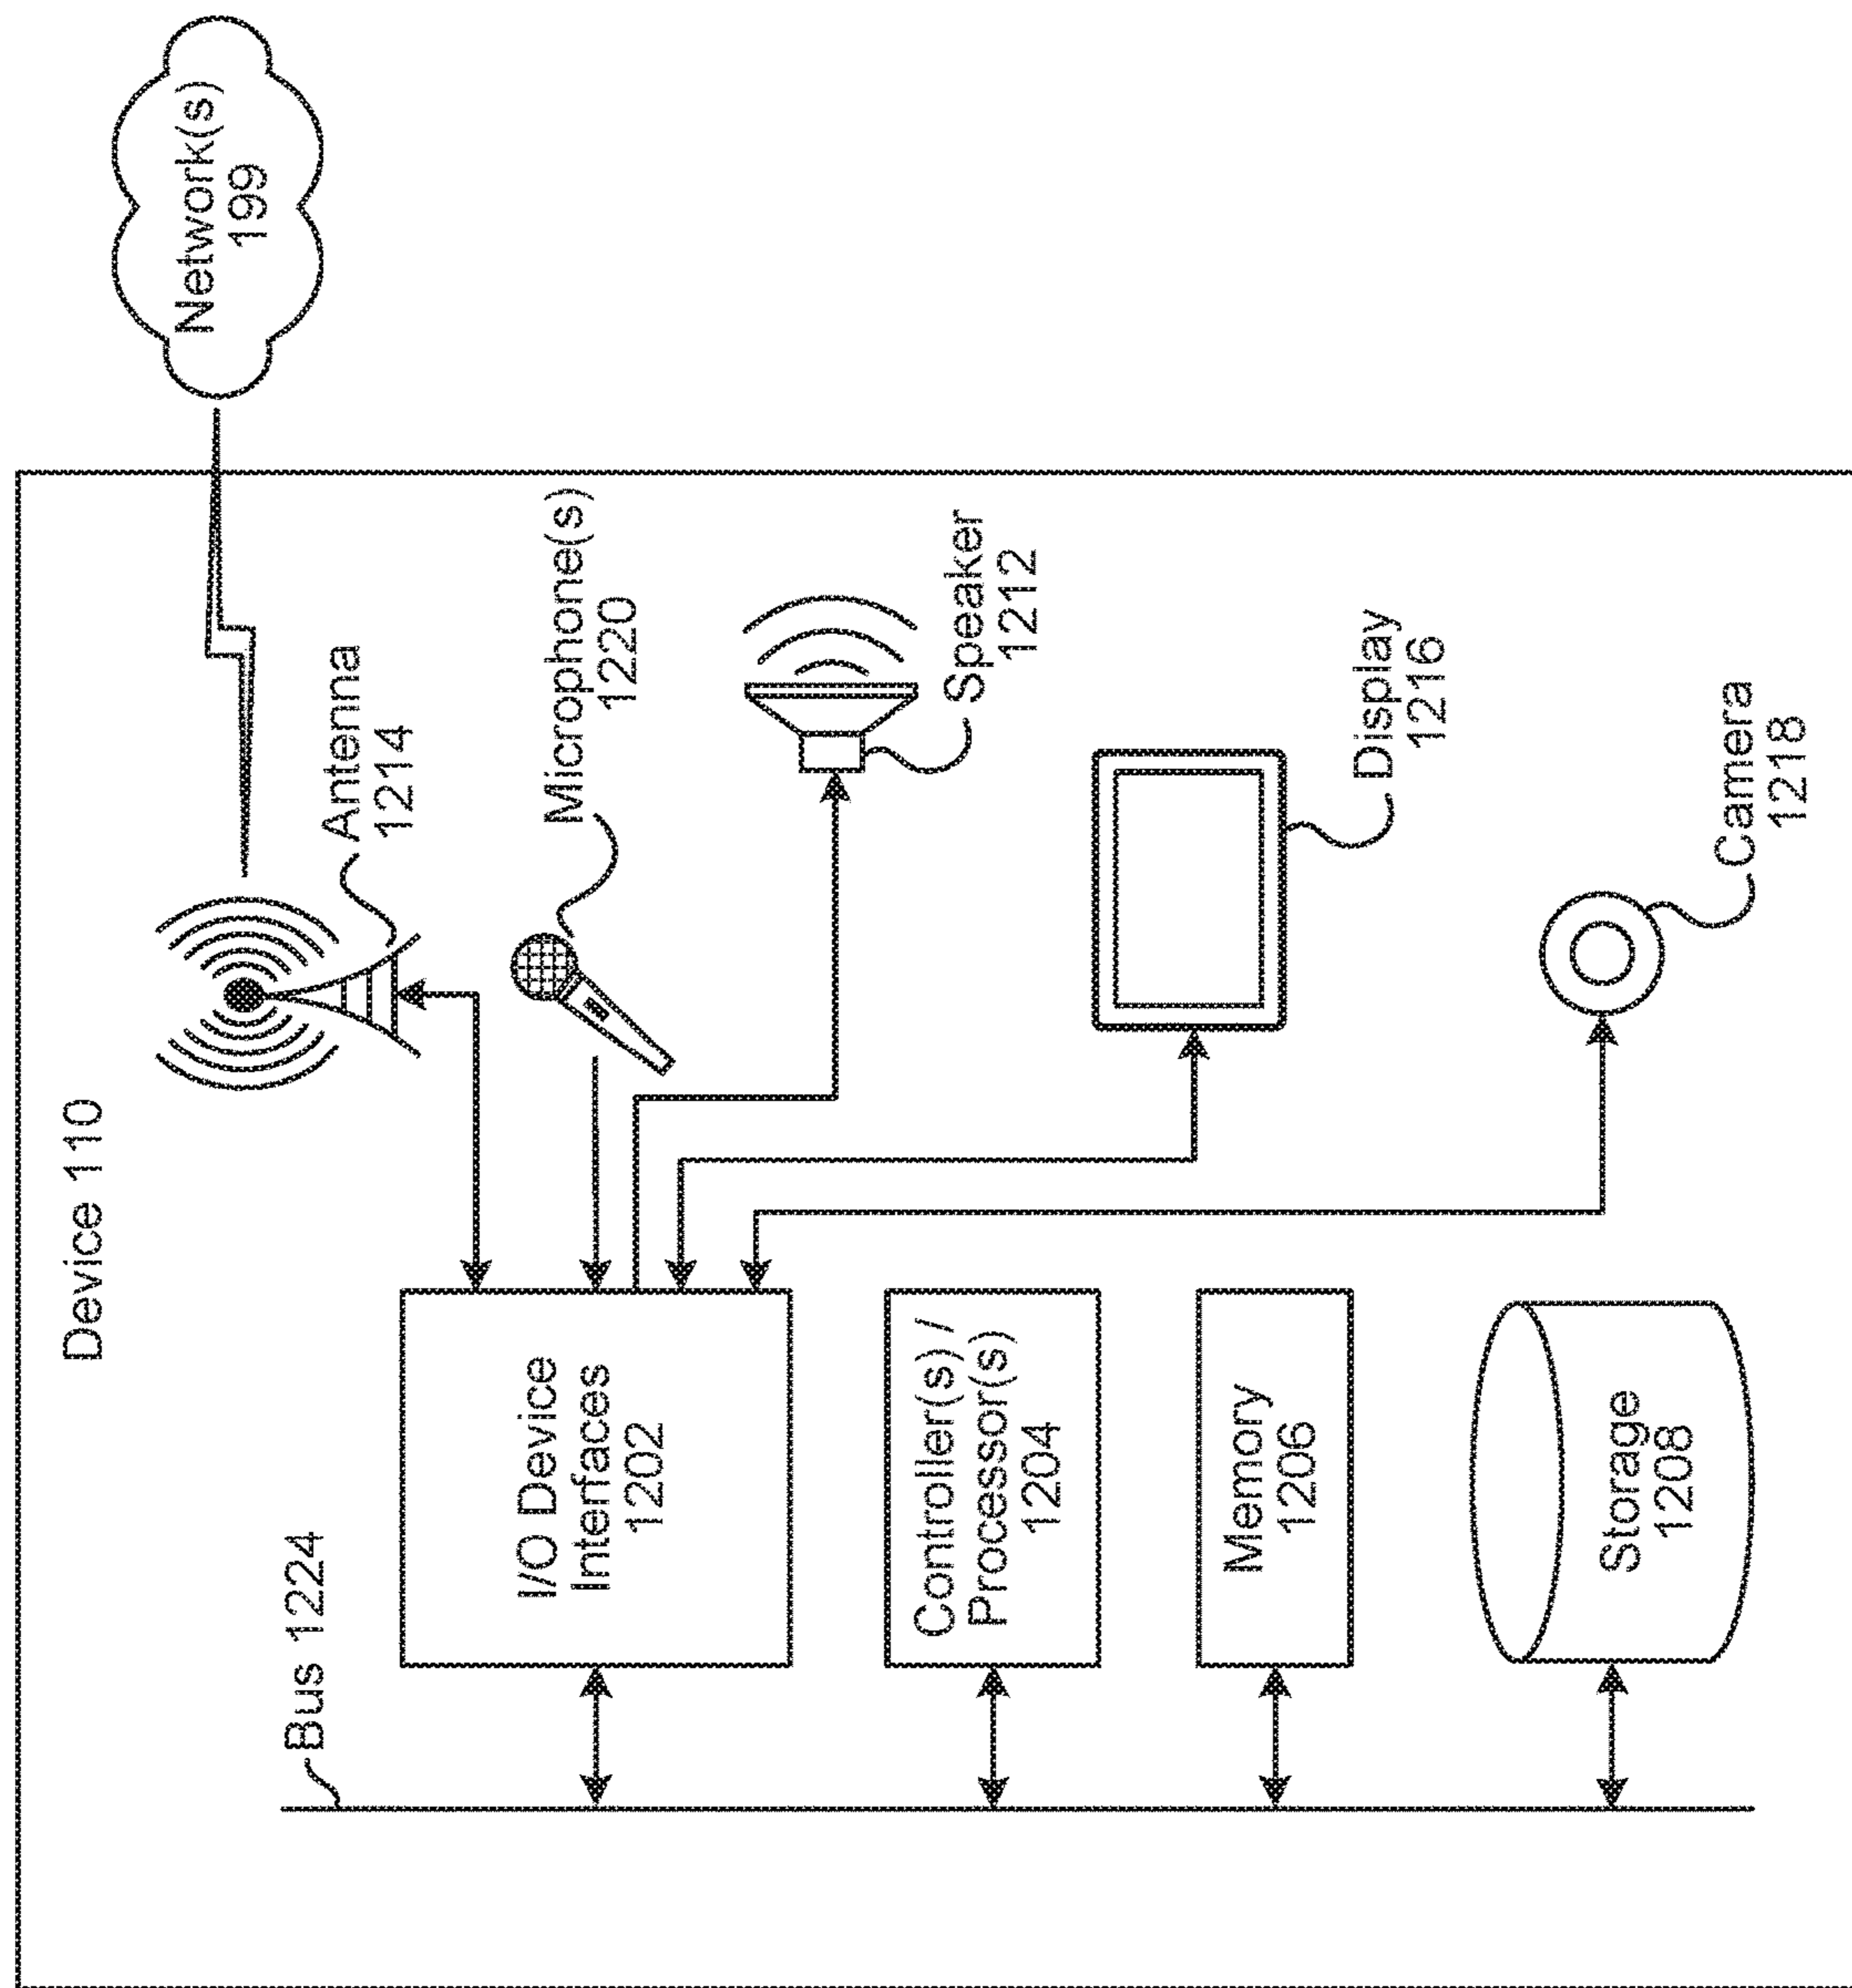 Device 110
Bus 1224
I/O Device
Interfaces
1202
Controller(s) /
Processor(s)
1204
Memory
1206
Storage
1208
Antenna
1214
Microphone(s)
1220
Speaker
1212
Display
1216
Camera
1218
Network(s)
199